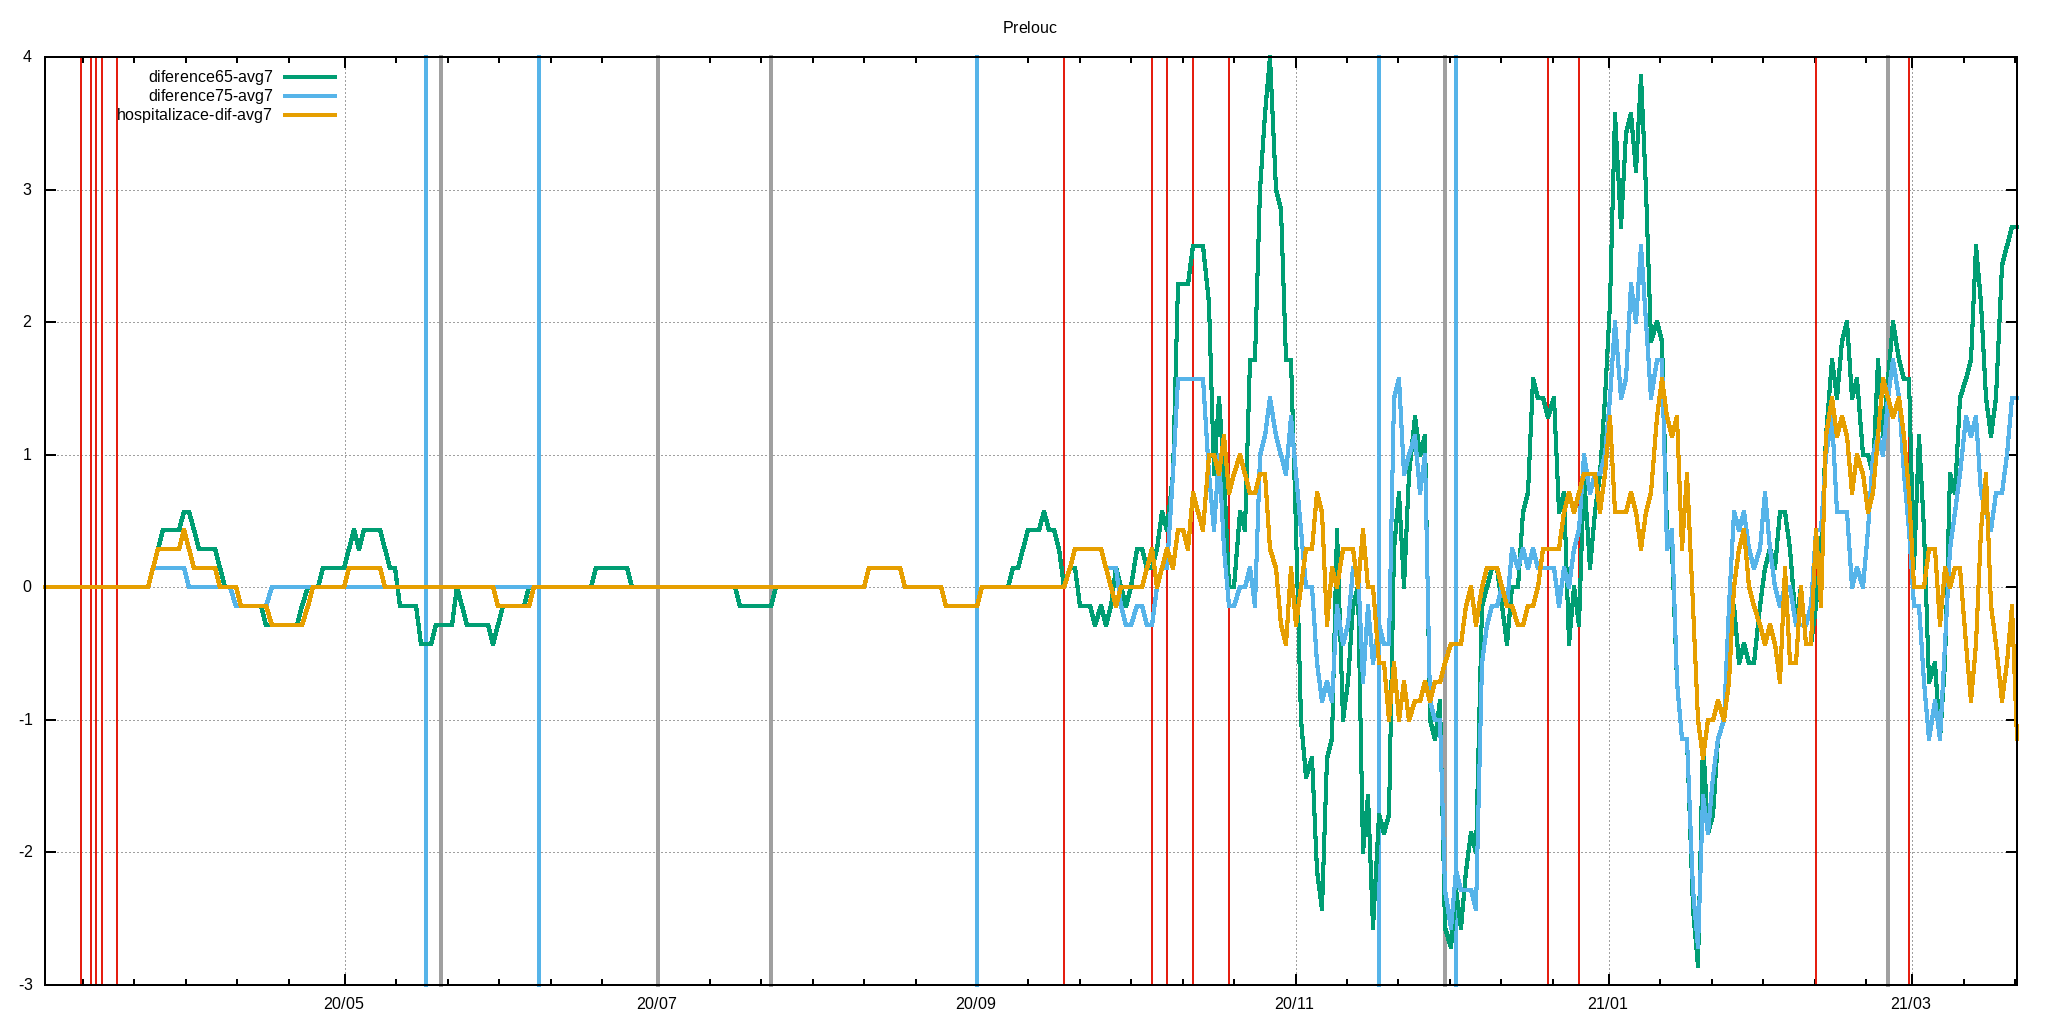 Prelouc
diference65-avg7
diference75-avg7
hospitalizace-dif-avg7
4
3
2
1
0
-1
-2
-3
20/05 20/07 20/09 20/11 21/01 21/03